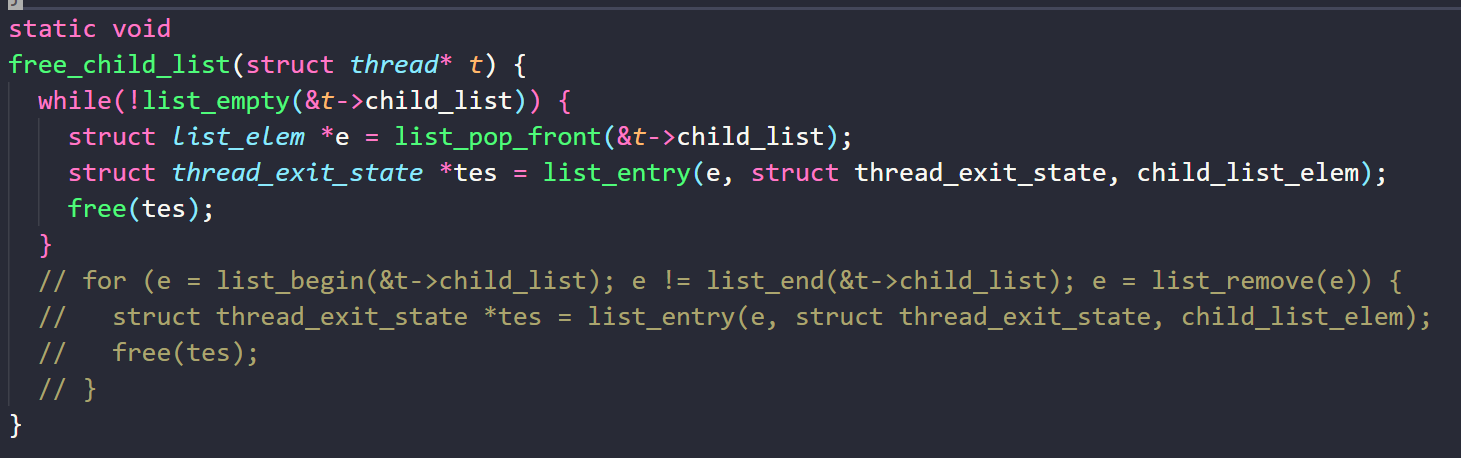 static void
free_child_list(struct thread* t) {
  while(!list_empty(&t->child_list)) {
    struct list_elem *e = list_pop_front(&t->child_list);
    struct thread_exit_state *tes = list_entry(e, struct thread_exit_state, child_list_elem);
    free(tes);
  }
  // for (e = list_begin(&t->child_list); e != list_end(&t->child_list); e = list_remove(e)) {
  //   struct thread_exit_state *tes = list_entry(e, struct thread_exit_state, child_list_elem);
  //   free(tes);
  // }
}